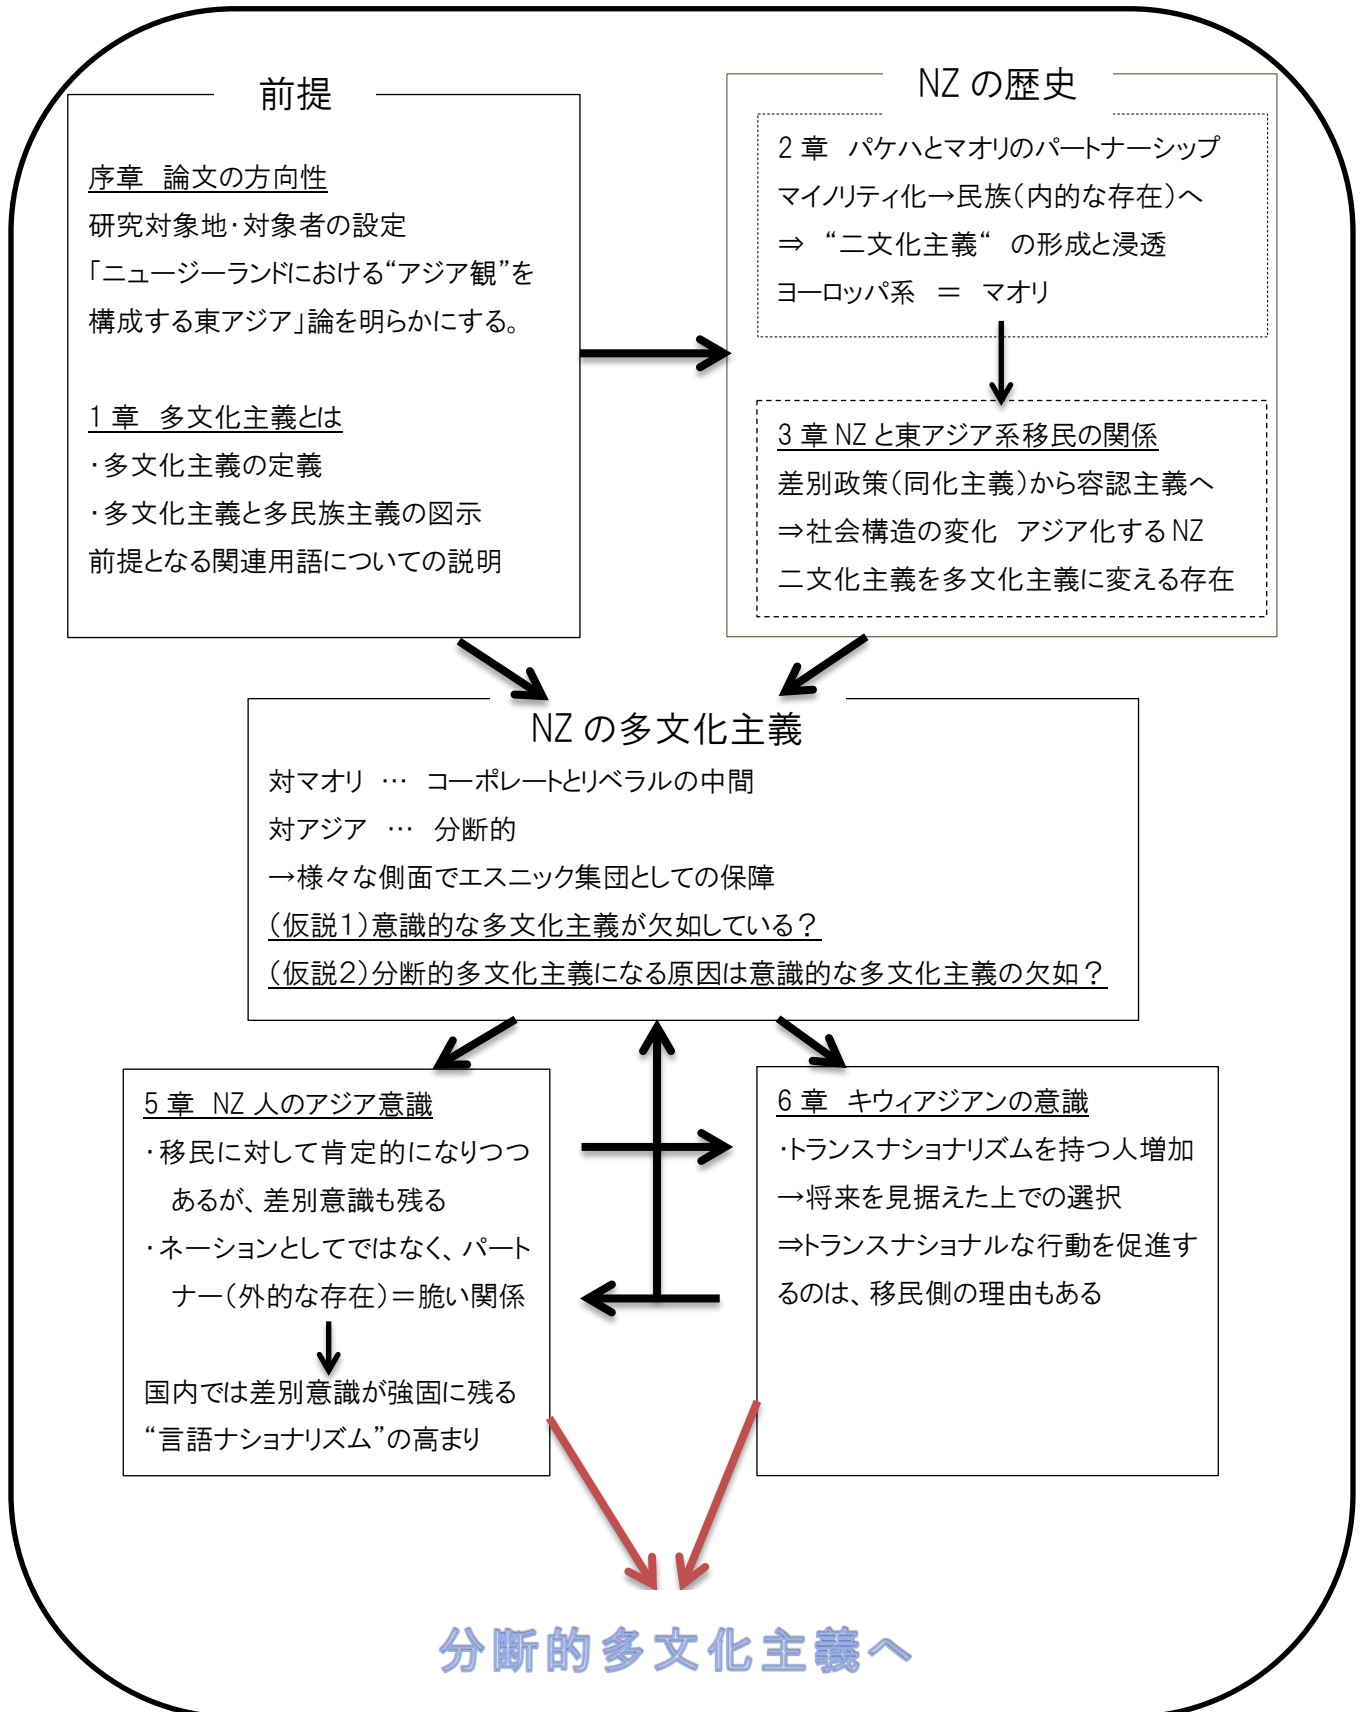 前提
序章　論文の方向性
研究対象地・対象者の設定
「ニュージーランドにおける“アジア観”を
構成する東アジア」論を明らかにする。
1 章　多文化主義とは
・多文化主義の定義
・多文化主義と多民族主義の図示
前提となる関連用語についての説明
NZ の歴史
2 章　パケハとマオリのパートナーシップ
マイノリティ化→民族（内的な存在）へ
⇒　“二文化主義“　の形成と浸透
ヨーロッパ系　＝　マオリ
3 章 NZ と東アジア系移民の関係
差別政策（同化主義）から容認主義へ
⇒社会構造の変化　アジア化する NZ
二文化主義を多文化主義に変える存在
NZ の多文化主義
対マオリ　…　コーポレートとリベラルの中間
対アジア　…　分断的
→様々な側面でエスニック集団としての保障
（仮説１）意識的な多文化主義が欠如している？
（仮説２）分断的多文化主義になる原因は意識的な多文化主義の欠如？
5 章　NZ 人のアジア意識
・移民に対して肯定的になりつつ
あるが、差別意識も残る
・ネーションとしてではなく、パート
ナー（外的な存在）＝脆い関係
国内では差別意識が強固に残る
“言語ナショナリズム”の高まり
6 章　キウィアジアンの意識
・トランスナショナリズムを持つ人増加
→将来を見据えた上での選択
⇒トランスナショナルな行動を促進す
るのは、移民側の理由もある
分断的多文化主義へ